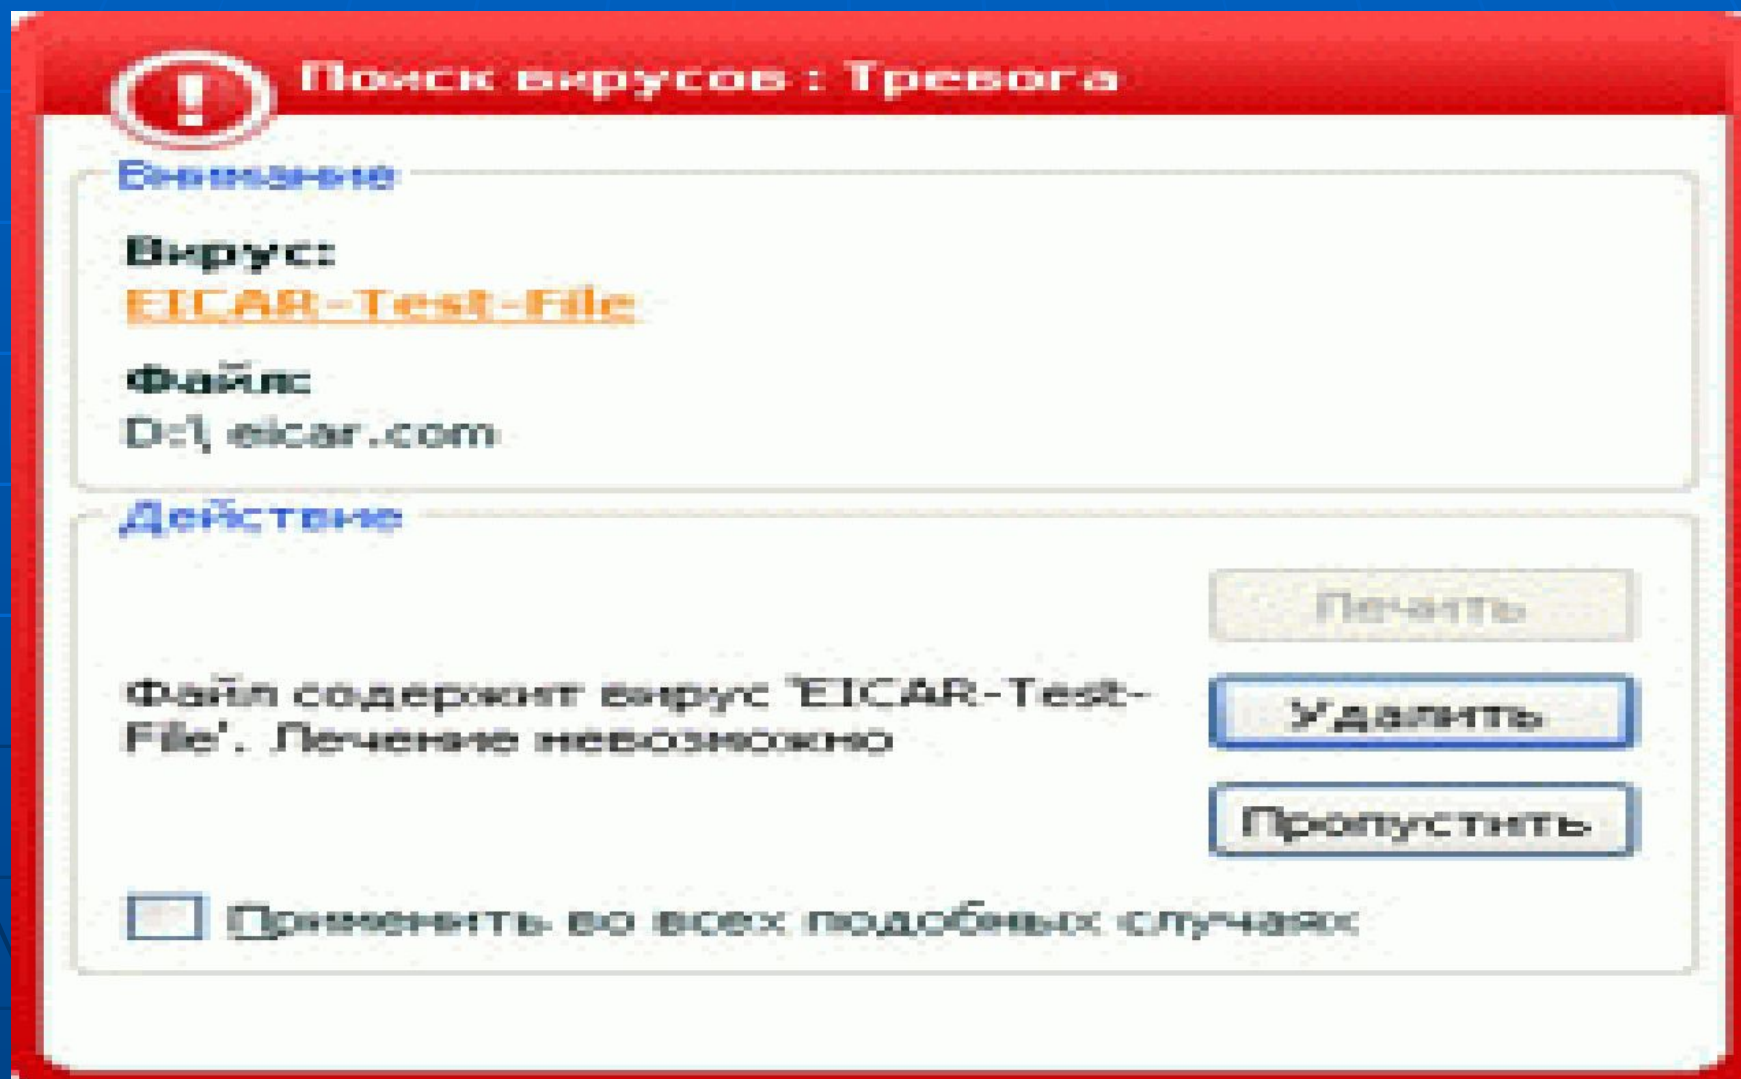 Поиск вирусов : Тревога
Внимание
Вирус:
EICAR-Test-File
Файл:
D:\ eicar.com
Действие
Лечить
Файл содержит вирус 'EICAR-Test-
File'. Лечение невозможно
Удалить
Пропустить
Применить во всех подобных случаях